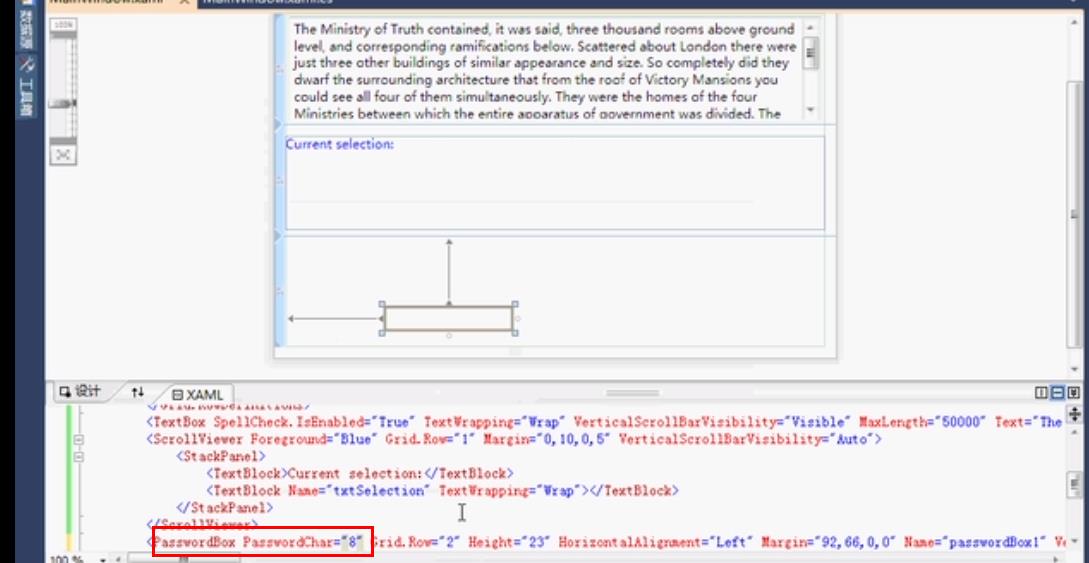 MainWindow.xaml
MainWindow.xaml.cs
数据源
工具箱
100%
The Ministry of Truth contained, it was said, three thousand rooms above ground
level, and corresponding ramifications below. Scattered about London there were
just three other buildings of similar appearance and size. So completely did they
dwarf the surrounding architecture that from the roof of Victory Mansions you
could see all four of them simultaneously. They were the homes of the four
Ministries between which the entire apparatus of government was divided. The
Current selection:
设计
XAML
</Grid.RowDefinitions>
<TextBox SpellCheck.IsEnabled="True" TextWrapping="Wrap" VerticalScrollBarVisibility="Visible" MaxLength="50000" Text="The
<ScrollViewer Foreground="Blue" Grid.Row="1" Margin="0,10,0,5" VerticalScrollBarVisibility="Auto">
<StackPanel>
<TextBlock>Current selection:</TextBlock>
<TextBlock Name="txtSelection" TextWrapping="Wrap"></TextBlock>
</StackPanel>
</ScrollViewer>
<PasswordBox PasswordChar="8" Grid.Row="2" Height="23" HorizontalAlignment="Left" Margin="92,66,0,0" Name="passwordBox1" Ve
100 %